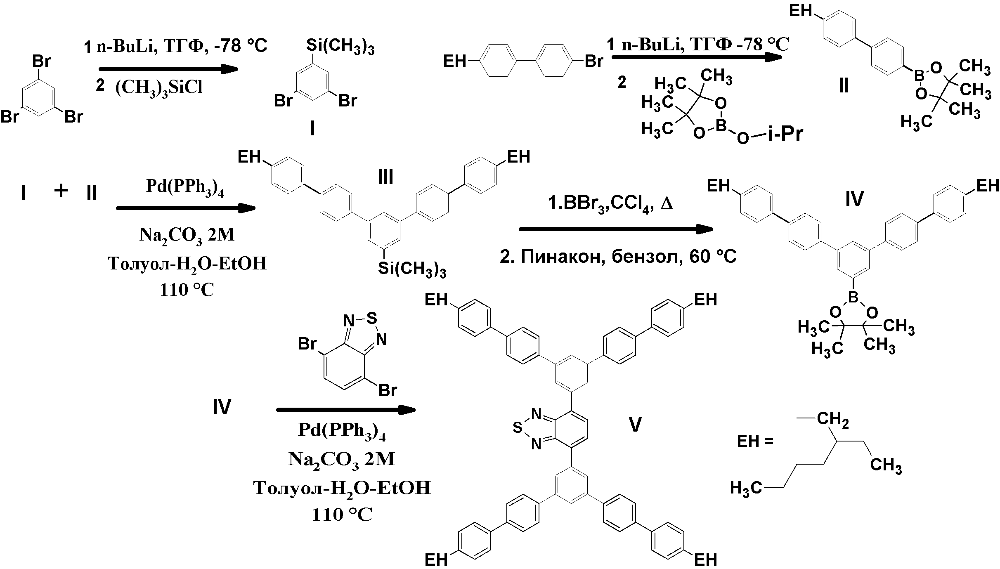 1 n-BuLi, ТГФ, -78 °C
2 (CH3)3SiCl
Br
Br
Br
Si(CH3)3
Br
Br
I
EH
Br
1 n-BuLi, ТГФ -78 °C
2
H3C
CH3
H3C
H3C
O
O
B
O
i-Pr
EH
II
B
O
O
CH3
CH3
CH3
H3C
I + II
Pd(PPh3)4
Na2CO3 2M
Толуол-H2O-EtOH
110 °C
EH
EH
III
Si(CH3)3
1.BBr3,CCl4, Δ
2. Пинакон, бензол, 60 °C
EH
EH
IV
B
O
O
H3C
CH3
H3C
CH3
IV
N
S
N
Br
Br
Pd(PPh3)4
Na2CO3 2M
Толуол-H2O-EtOH
110 °C
EH
EH
N
S
N
V
EH
EH
EH =
CH2
CH3
H3C